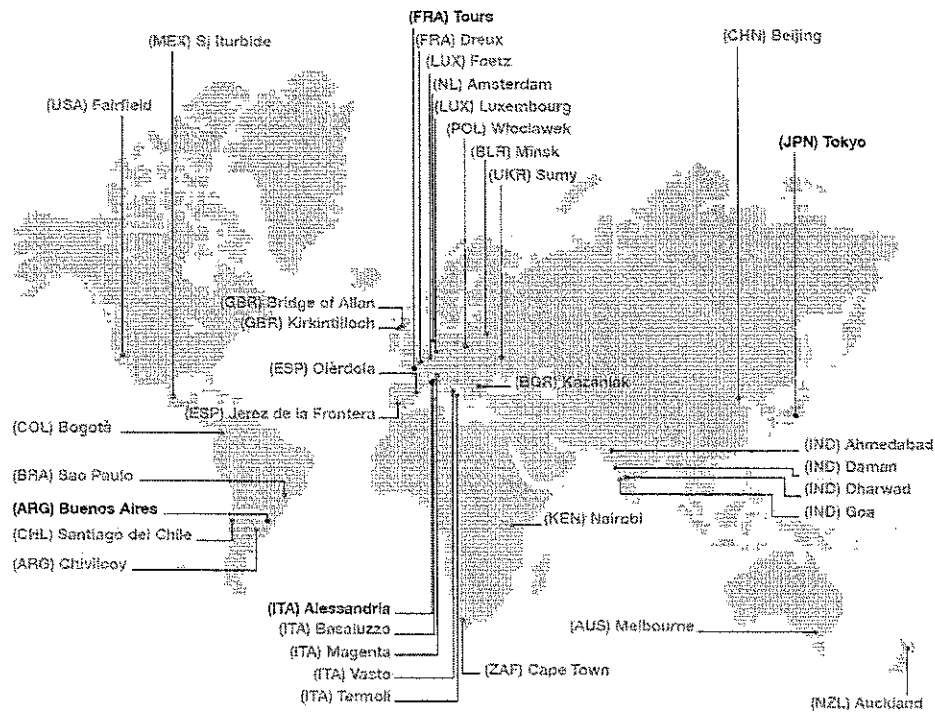 (FRA) Tours
(MEX) Sj Iturbide
(FRA) Dreux
(CHN) Beijing
(LUX) Foetz
(NL) Amsterdam
(USA) Fairfield
(LUX) Luxembourg
(POL) Włocławek
(JPN) Tokyo
(BLR) Minsk
(UKR) Sumy
(GBR) Bridge of Allan
(GBR) Kirkintilloch
(ESP) Olèrdola
(BGR) Kazanlak
(ESP) Jerez de la Frontera
(COL) Bogotà
(IND) Ahmedabad
(IND) Daman
(BRA) Sao Paulo
(IND) Dharwad
(ARG) Buenos Aires
(IND) Goa
(KEN) Nairobi
(CHL) Santiago del Chile
(ARG) Chivilcoy
(ITA) Alessandria
(ITA) Basaluzzo
(AUS) Melbourne
(ITA) Magenta
(ITA) Vasto
(ZAF) Cape Town
(ITA) Termoli
(NZL) Auckland